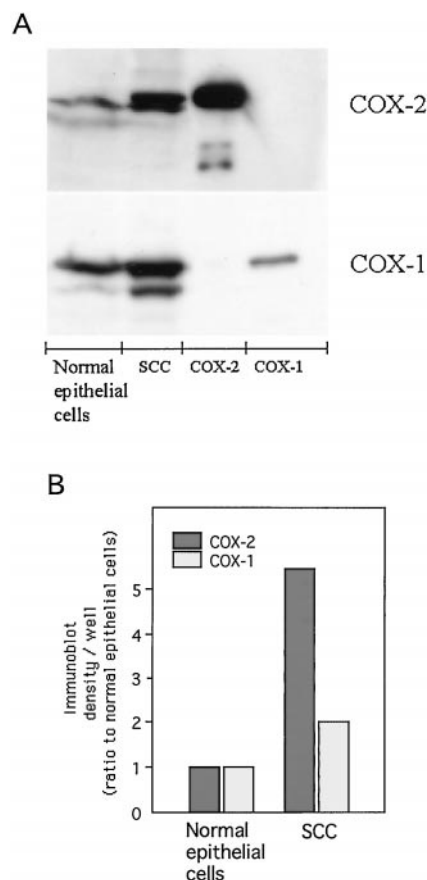 A
COX-2
COX-1
Normal epithelial cells
SCC
COX-2
COX-1
B
Immunoblot
density / well
(ratio to normal epithelial cells)
COX-2
COX-1
5
4
3
2
1
0
Normal
epithelial
cells
SCC